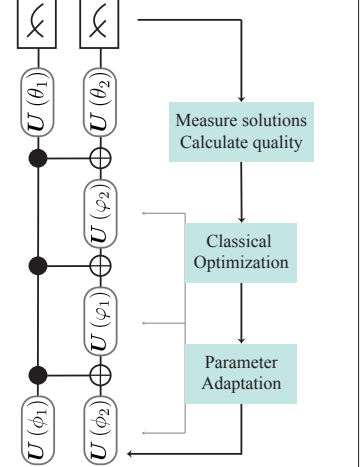 U (θ₁)
U (θ₂)
Measure solutions
Calculate quality
U (φ₂)
Classical
Optimization
U (φ₁)
Parameter
Adaptation
U (ϕ₁)
U (ϕ₂)